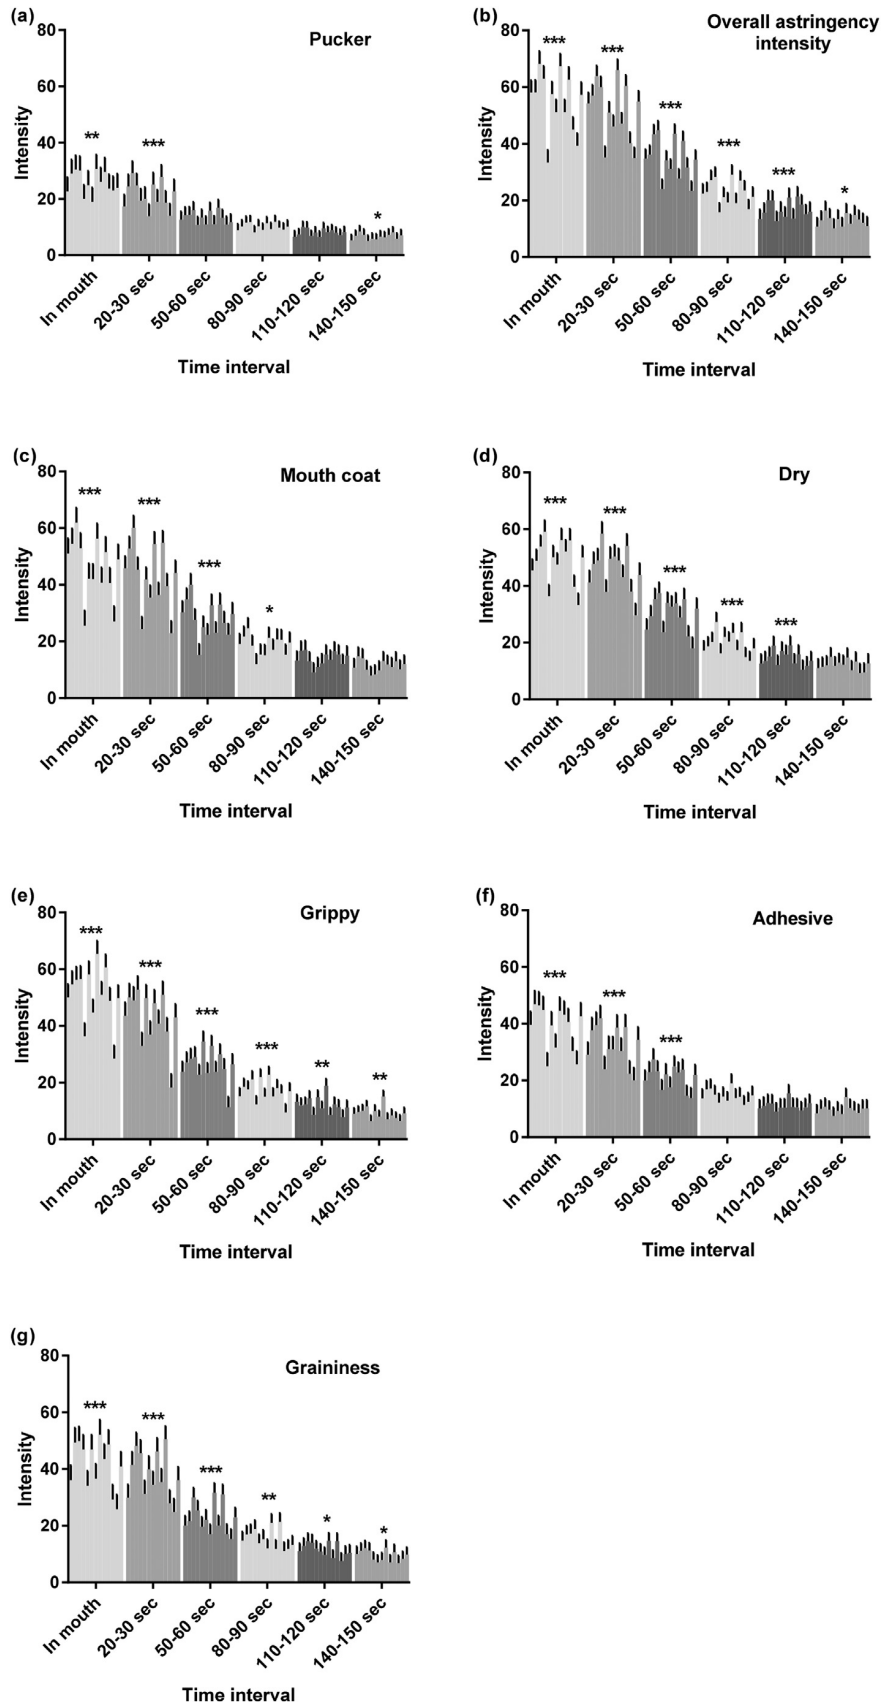 (a)
Pucker
Intensity
80
60
40
20
0
**
***
*
In mouth
20-30 sec
50-60 sec
80-90 sec
110-120 sec
140-150 sec
Time interval
(b)
Overall astringency
intensity
Intensity
80
60
40
20
0
***
***
***
***
***
*
In mouth
20-30 sec
50-60 sec
80-90 sec
110-120 sec
140-150 sec
Time interval
(c)
Mouth coat
Intensity
80
60
40
20
0
***
***
***
*
In mouth
20-30 sec
50-60 sec
80-90 sec
110-120 sec
140-150 sec
Time interval
(d)
Dry
Intensity
80
60
40
20
0
***
***
***
***
***
In mouth
20-30 sec
50-60 sec
80-90 sec
110-120 sec
140-150 sec
Time interval
(e)
Grippy
Intensity
80
60
40
20
0
***
***
***
***
**
**
In mouth
20-30 sec
50-60 sec
80-90 sec
110-120 sec
140-150 sec
Time interval
(f)
Adhesive
Intensity
80
60
40
20
0
***
***
***
In mouth
20-30 sec
50-60 sec
80-90 sec
110-120 sec
140-150 sec
Time interval
(g)
Graininess
Intensity
80
60
40
20
0
***
***
***
**
*
*
In mouth
20-30 sec
50-60 sec
80-90 sec
110-120 sec
140-150 sec
Time interval